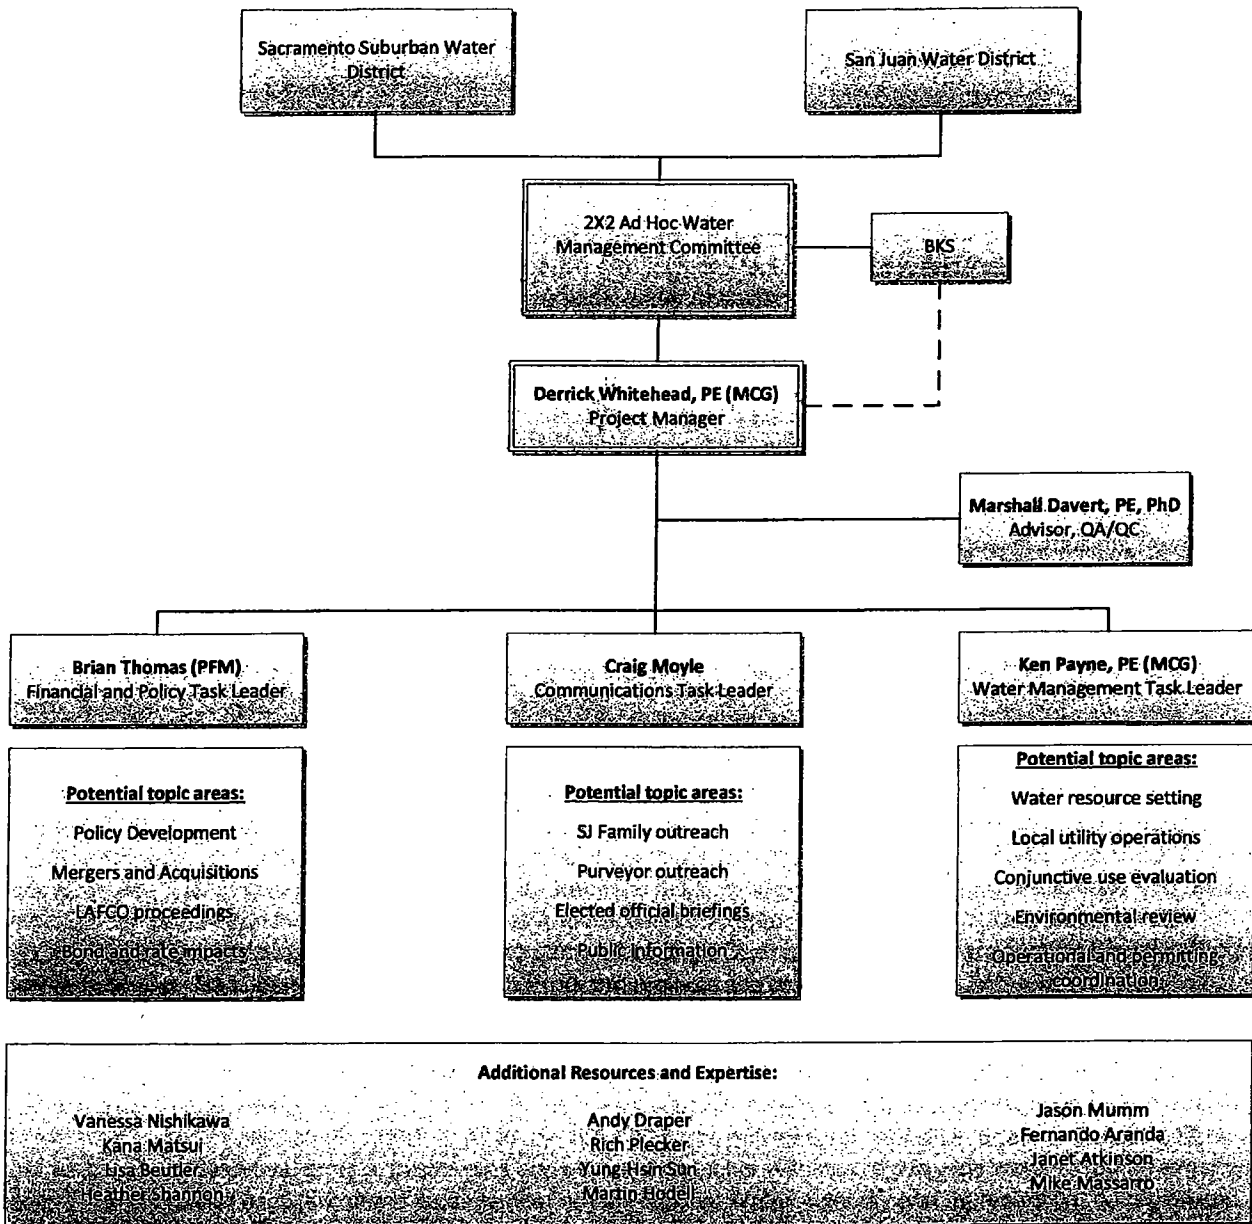 Sacramento Suburban Water
District
San Juan Water District
2X2 Ad Hoc Water
Management Committee
BKS
Derrick Whitehead, PE (MCG)
Project Manager
Marshall Davert, PE, PhD
Advisor, QA/QC
Brian Thomas (PFM)
Financial and Policy Task Leader
Craig Moyle
Communications Task Leader
Ken Payne, PE (MCG)
Water Management Task Leader
Potential topic areas:
Policy Development
Mergers and Acquisitions
LAFCO proceedings
Bond and rate impacts
Potential topic areas:
SJ Family outreach
Purveyor outreach
Elected official briefings
Public information
Potential topic areas:
Water resource setting
Local utility operations
Conjunctive use evaluation
Environmental review
Operational and permitting
coordination
Additional Resources and Expertise:
Vanessa Nishikawa
Kana Matsui
Lisa Beutler
Heather Shannon
Andy Draper
Rich Plecker
Yung Hsin Sun
Martin Hodell
Jason Mumm
Fernando Aranda
Janet Atkinson
Mike Massarro